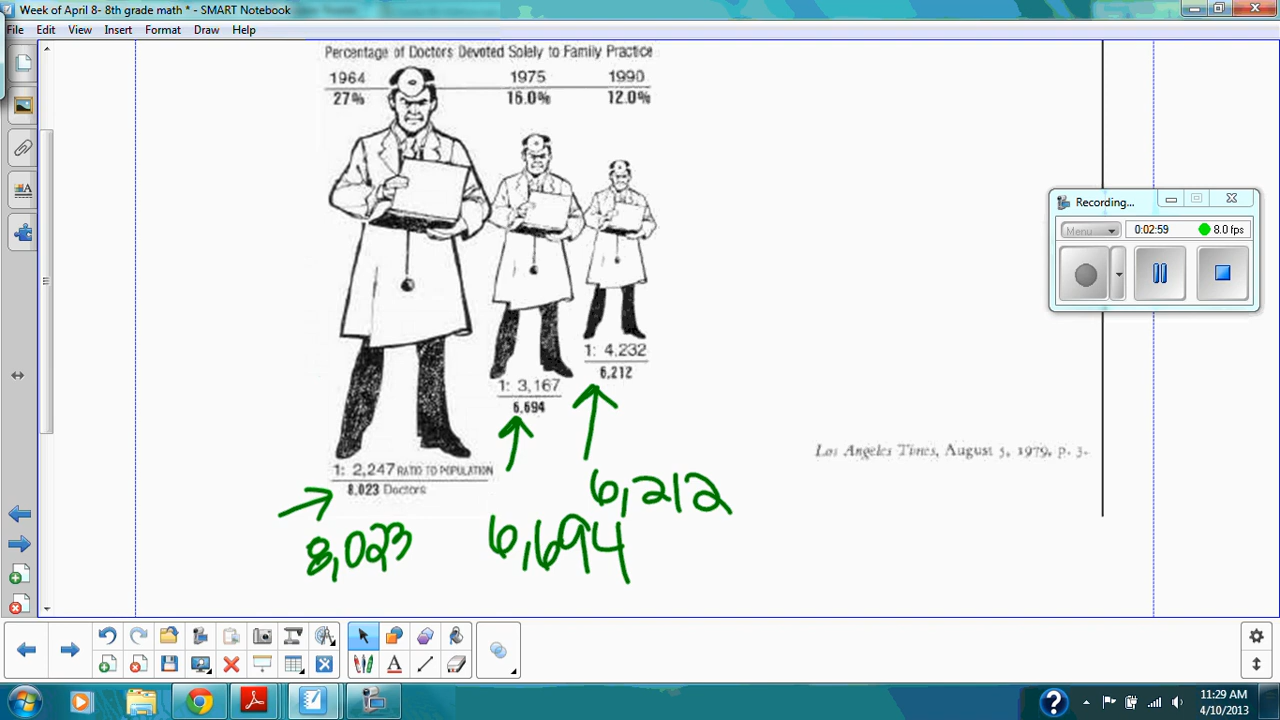 Week of April 8- 8th grade math * - SMART Notebook
File Edit View Insert Format Draw Help
Percentage of Doctors Devoted Solely to Family Practice
1964 1975 1990
27% 16.0% 12.0%
Recording...
Menu 0:02:59 8.0 fps
1: 4,232
6,212
1: 3,167
6,694
Los Angeles Times, August 5, 1979, p. 3.
1: 2,247 RATIO TO POPULATION
8,023 Doctors
6,212
8,023 6,694
11:29 AM
4/10/2013